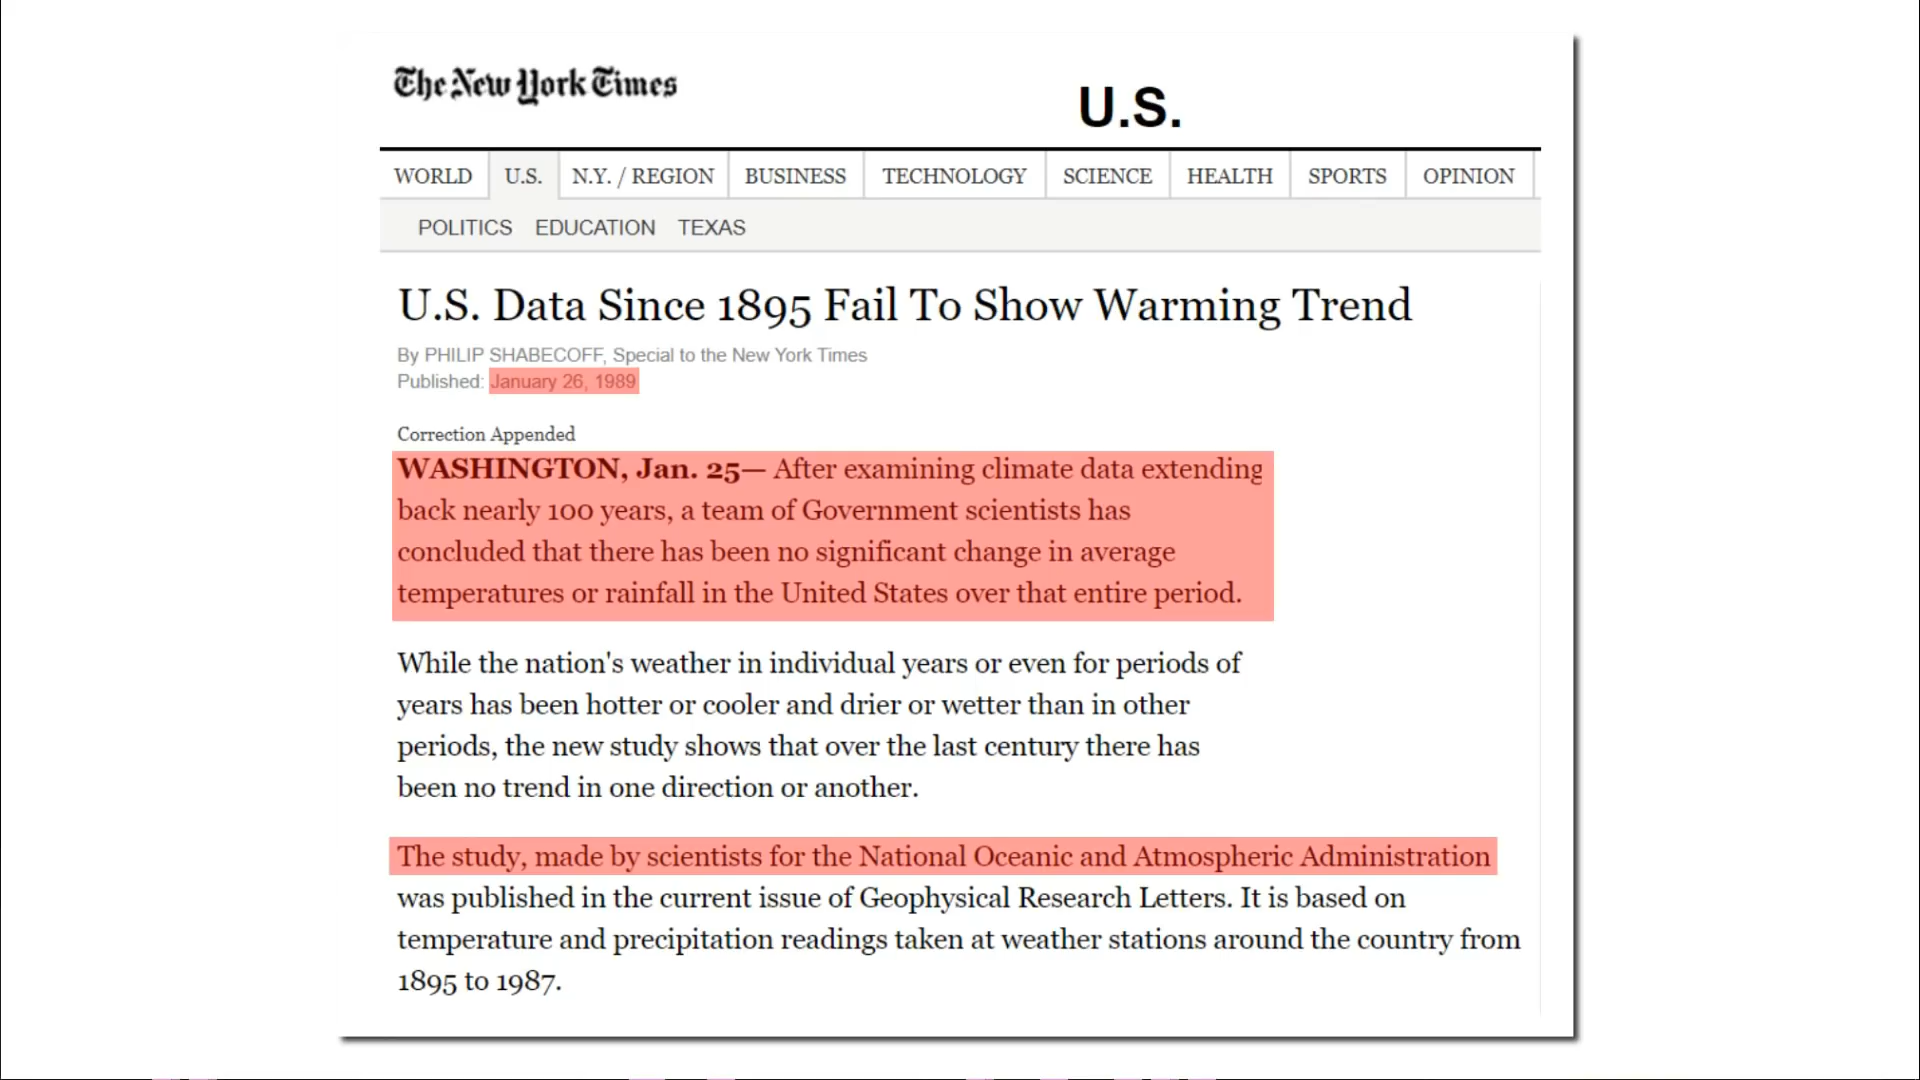 The New York Times
U.S.
WORLD U.S. N.Y. / REGION BUSINESS TECHNOLOGY SCIENCE HEALTH SPORTS OPINION
POLITICS EDUCATION TEXAS
U.S. Data Since 1895 Fail To Show Warming Trend
By PHILIP SHABECOFF, Special to the New York Times
Published: January 26, 1989
Correction Appended
WASHINGTON, Jan. 25— After examining climate data extending
back nearly 100 years, a team of Government scientists has
concluded that there has been no significant change in average
temperatures or rainfall in the United States over that entire period.
While the nation's weather in individual years or even for periods of
years has been hotter or cooler and drier or wetter than in other
periods, the new study shows that over the last century there has
been no trend in one direction or another.
The study, made by scientists for the National Oceanic and Atmospheric Administration
was published in the current issue of Geophysical Research Letters. It is based on
temperature and precipitation readings taken at weather stations around the country from
1895 to 1987.